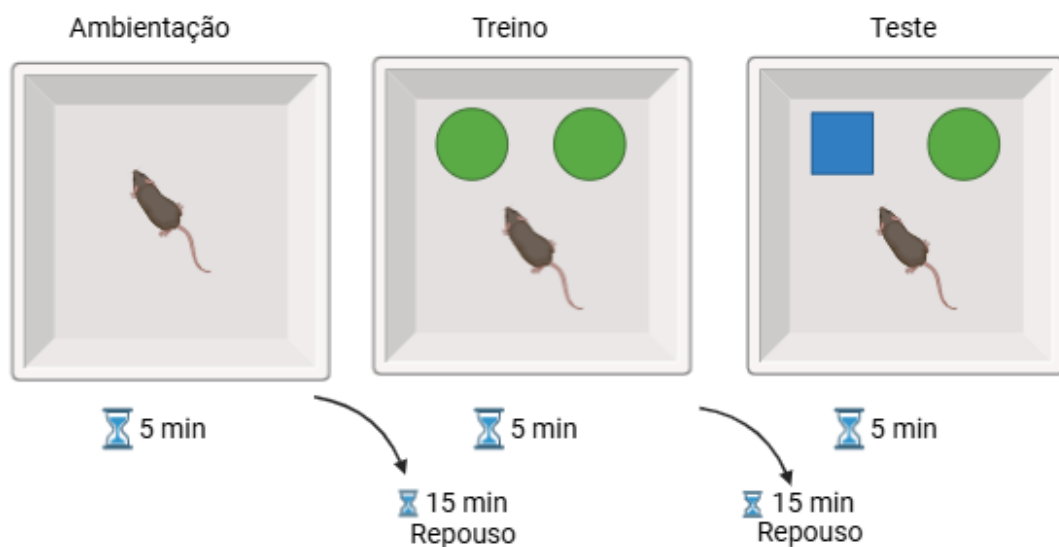 Ambientação
Treino
Teste
5 min
5 min
5 min
15 min
Repouso
15 min
Repouso